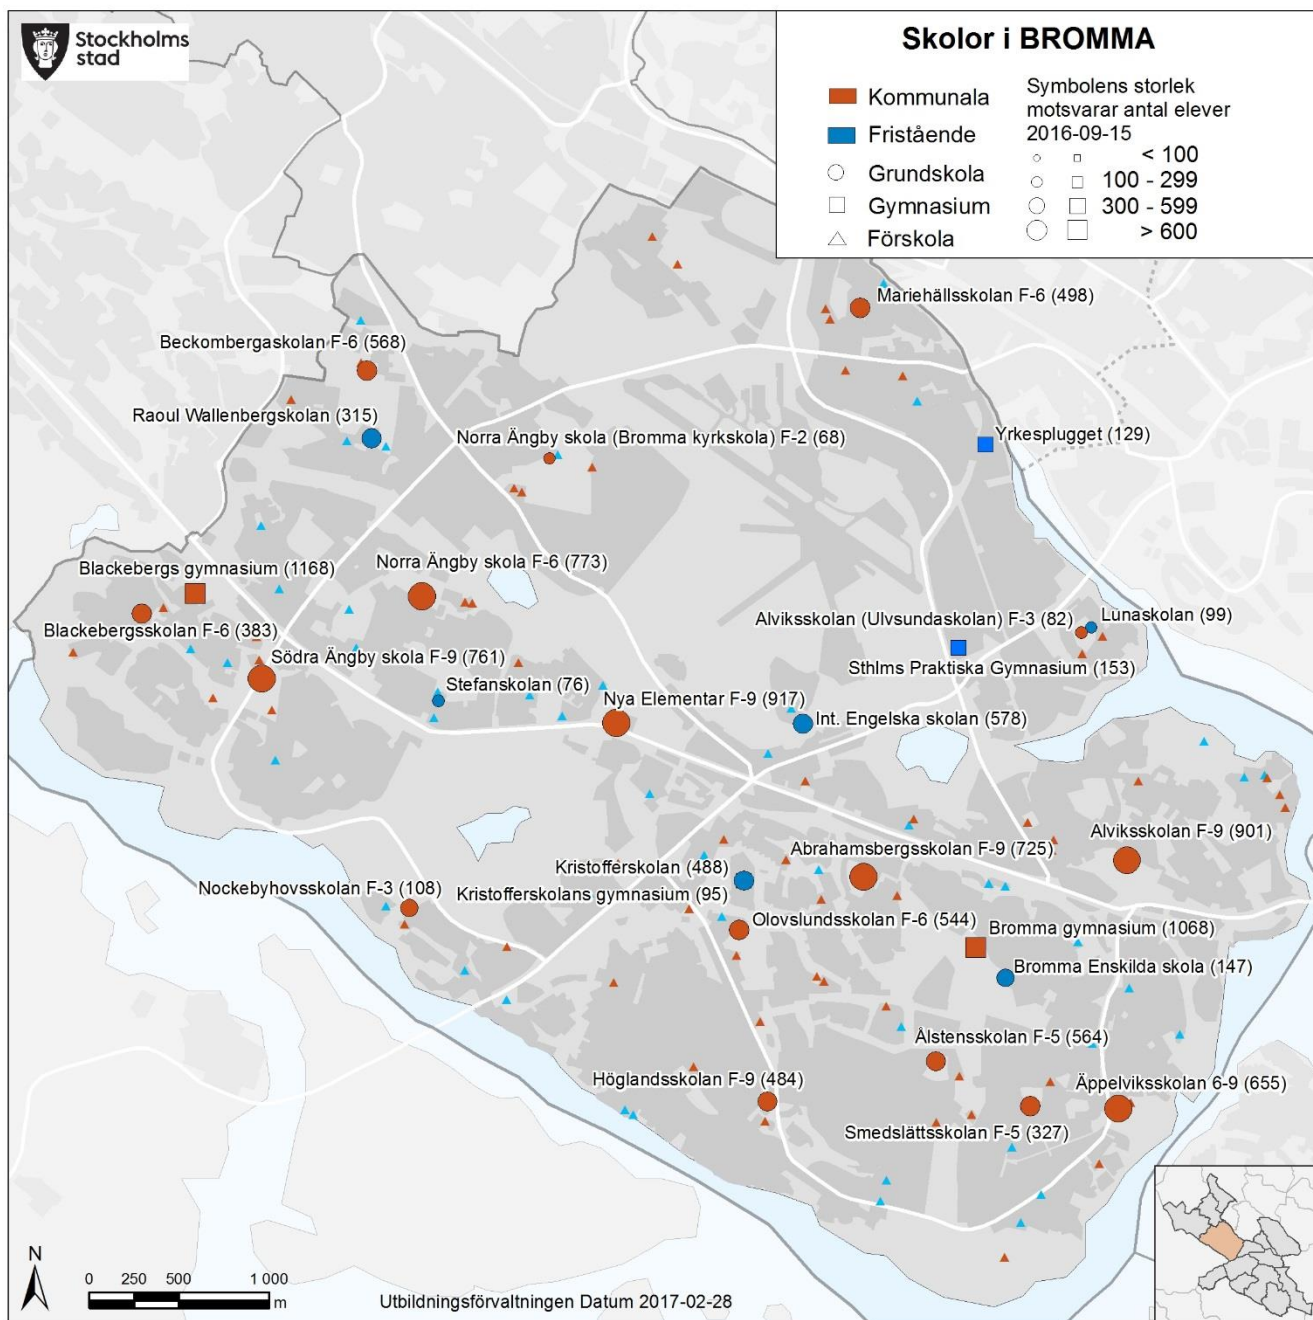 Stockholms
stad
Skolor i BROMMA
Kommunala
Fristående
Grundskola
Gymnasium
Förskola
Symbolens storlek
motsvarar antal elever
2016-09-15
< 100
100 - 299
300 - 599
> 600
Mariehällsskolan F-6 (498)
Beckombergaskolan F-6 (568)
Raoul Wallenbergskolan (315)
Norra Ängby skola (Bromma kyrkskola) F-2 (68)
Yrkesplugget (129)
Blackebergs gymnasium (1168)
Norra Ängby skola F-6 (773)
Blackebergsskolan F-6 (383)
Alviksskolan (Ulvsundaskolan) F-3 (82)
Lunaskolan (99)
Södra Ängby skola F-9 (761)
Sthlms Praktiska Gymnasium (153)
Stefanskolan (76)
Nya Elementar F-9 (917)
Int. Engelska skolan (578)
Alviksskolan F-9 (901)
Abrahamsbergsskolan F-9 (725)
Kristofferskolan (488)
Kristofferskolans gymnasium (95)
Nockebyhovsskolan F-3 (108)
Olovslundsskolan F-6 (544)
Bromma gymnasium (1068)
Bromma Enskilda skola (147)
Ålstensskolan F-5 (564)
Höglandsskolan F-9 (484)
Äppelviksskolan 6-9 (655)
Smedslättsskolan F-5 (327)
N
0 250 500 1 000
m
Utbildningsförvaltningen Datum 2017-02-28